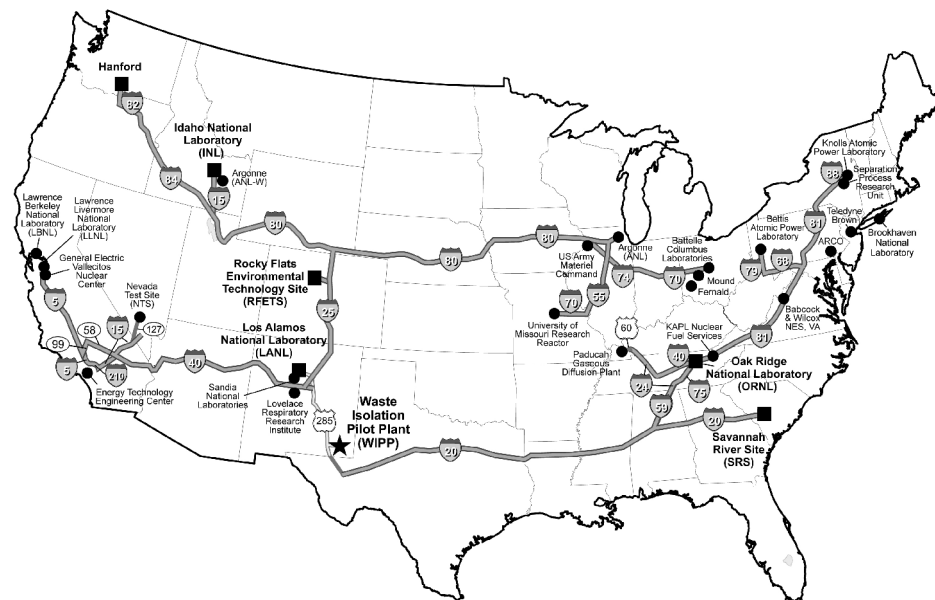 Hanford
82
Idaho National
Laboratory
(INL)
Argonne
(ANL-W)
84
15
Lawrence
Berkeley
National
Laboratory
(LBNL)
Lawrence
Livermore
National
Laboratory
(LLNL)
General Electric
Vallecitos
Nuclear
Center
Nevada
Test Site
(NTS)
5
58
15
127
99
5
210
Energy Technology
Engineering Center
80
Rocky Flats
Environmental
Technology Site
(RFETS)
25
Los Alamos
National Laboratory
(LANL)
40
Sandia
National
Laboratories
Lovelace
Respiratory
Research
Institute
285
Waste
Isolation
Pilot Plant
(WIPP)
20
80
80
US Army
Materiel
Command
Argonne
(ANL)
74
55
70
University of
Missouri Research
Reactor
Battelle
Columbus
Laboratories
70
Mound
Fernald
60
Paducah
Gaseous
Diffusion Plant
24
KAPL Nuclear
Fuel Services
40
Oak Ridge
National Laboratory
(ORNL)
75
59
20
Savannah
River Site
(SRS)
81
Babcock
& Wilcox
NES, VA
Bettis
Atomic Power
Laboratory
79
68
ARCO
81
Teledyne
Brown
Brookhaven
National
Laboratory
Knolls Atomic
Power Laboratory
88
Separation
Process
Research
Unit